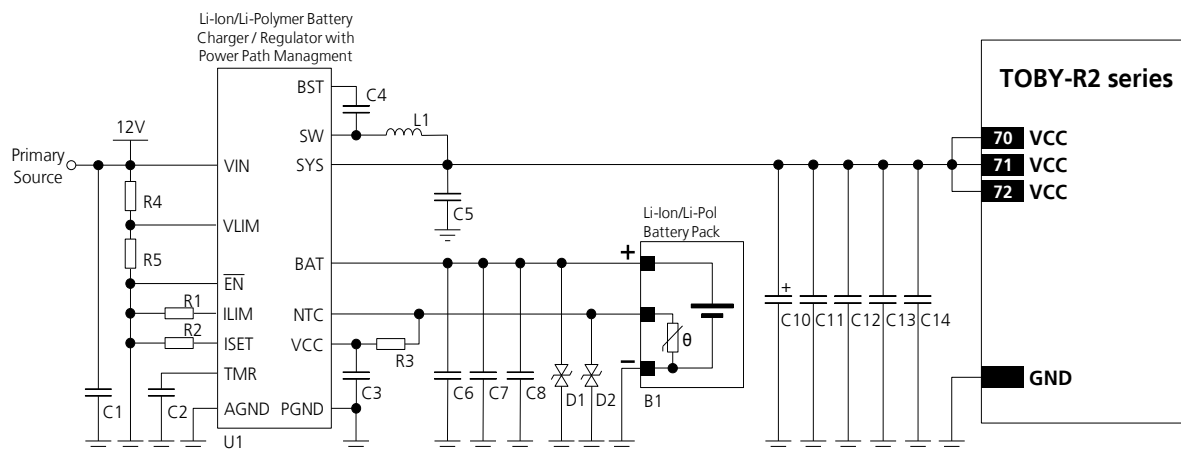 Li-Ion/Li-Polymer Battery
Charger / Regulator with
Power Path Managment
BST
C4
SW
L1
12V
Primary
Source
VIN
SYS
R4
VLIM
C5
R5
BAT
EN
R1
ILIM
NTC
R2
ISET
VCC
R3
TMR
C1
C2
C3
AGND
PGND
U1
C6
C7
C8
D1
D2
Li-Ion/Li-Pol
Battery Pack
+
θ
–
B1
+
C10
C11
C12
C13
C14
TOBY-R2 series
70 VCC
71 VCC
72 VCC
GND